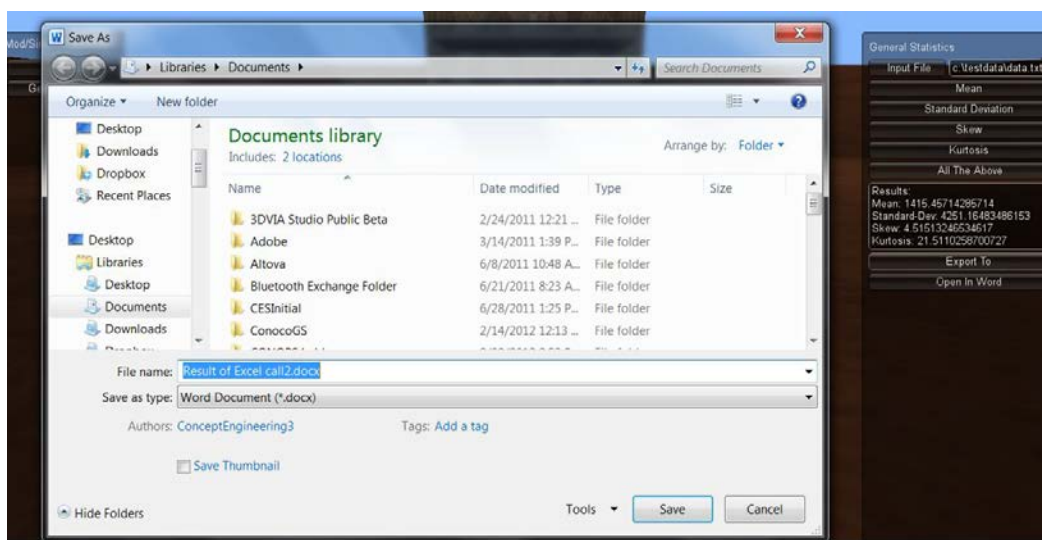 Mod/Si
Save As
Libraries ▸ Documents ▸
Search Documents
Organize
New folder
Desktop
Downloads
Dropbox
Recent Places
Desktop
Libraries
Desktop
Documents
Downloads
Documents library
Includes: 2 locations
Arrange by: Folder
Name Date modified Type Size
3DVIA Studio Public Beta 2/24/2011 12:21 ... File folder
Adobe 3/14/2011 1:39 P... File folder
Altova 6/8/2011 10:48 A... File folder
Bluetooth Exchange Folder 6/21/2011 8:23 A... File folder
CESInitial 6/28/2011 1:25 P... File folder
ConocoGS 2/14/2012 12:13 ... File folder
File name: Result of Excel call2.docx
Save as type: Word Document (*.docx)
Authors: ConceptEngineering3 Tags: Add a tag
Save Thumbnail
Hide Folders
Tools Save Cancel
General Statistics
Input File c:\testdata\data.txt
Mean
Standard Deviation
Skew
Kurtosis
All The Above
Results:
Mean: 1415.45714285714
Standard-Dev: 4251.16483486153
Skew: 4.51513246534617
Kurtosis: 21.5110258700727
Export To
Open In Word